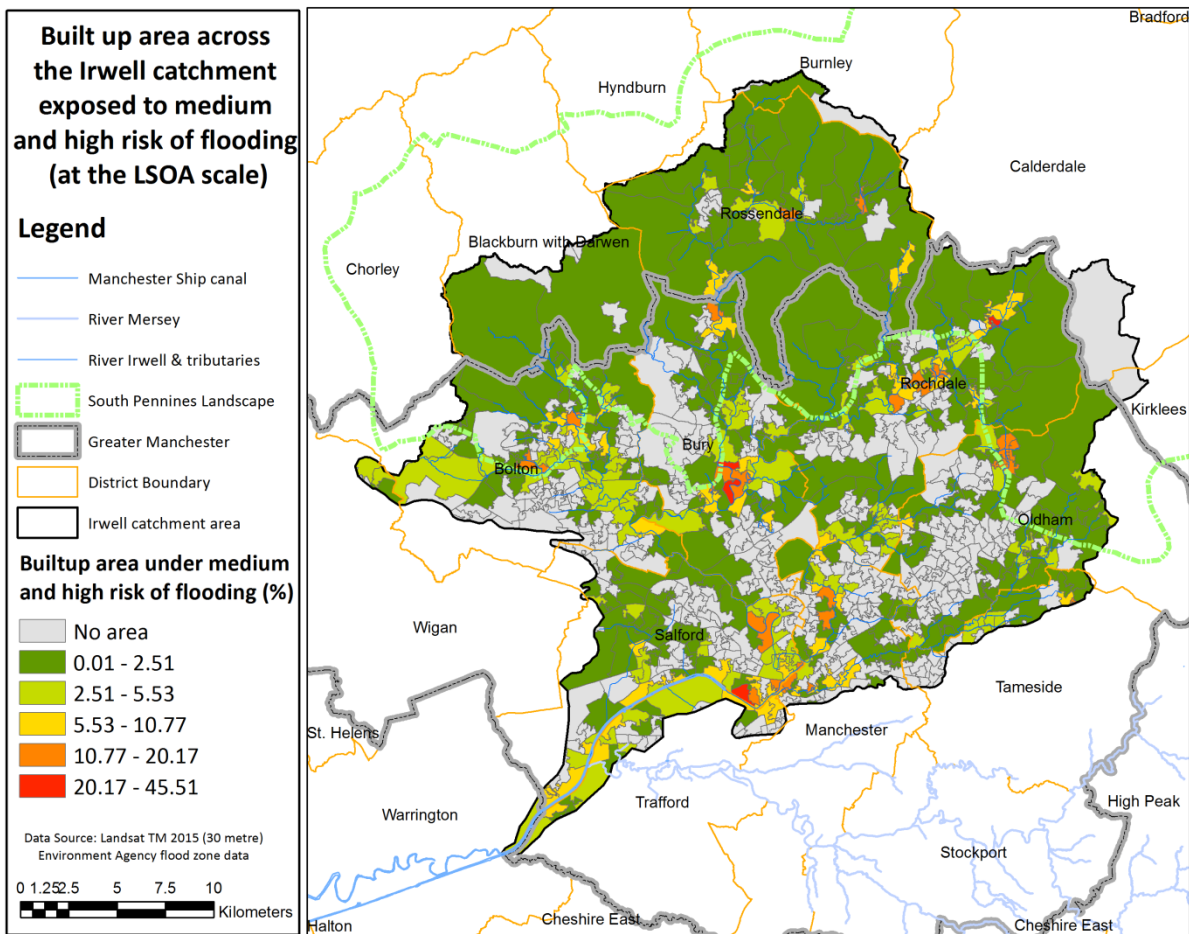 Built up area across
the Irwell catchment
exposed to medium
and high risk of flooding
(at the LSOA scale)
Legend
Manchester Ship canal
River Mersey
River Irwell & tributaries
South Pennines Landscape
Greater Manchester
District Boundary
Irwell catchment area
Builtup area under medium
and high risk of flooding (%)
No area
0.01 - 2.51
2.51 - 5.53
5.53 - 10.77
10.77 - 20.17
20.17 - 45.51
Data Source: Landsat TM 2015 (30 metre)
Environment Agency flood zone data
0 1.25 2.5 5 7.5 10
Kilometers
Bradford
Burnley
Hyndburn
Calderdale
Rossendale
Blackburn with Darwen
Chorley
Rochdale
Kirklees
Bury
Bolton
Oldham
Wigan
Salford
Tameside
St. Helens
Manchester
Trafford
Warrington
High Peak
Stockport
Halton
Cheshire East
Cheshire East